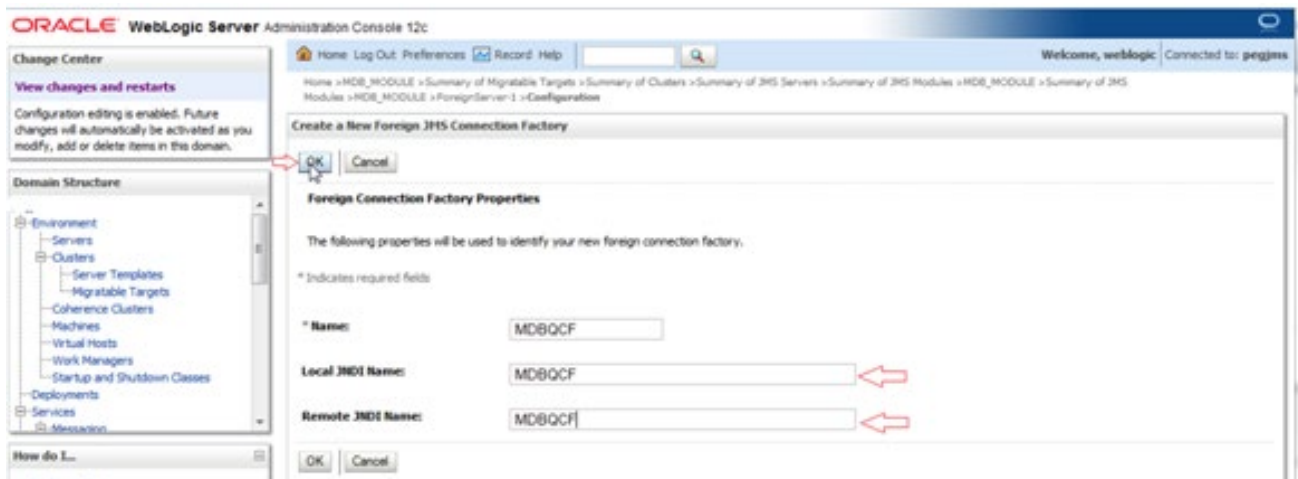 ORACLE WebLogic Server Administration Console 12c
Change Center
View changes and restarts
Configuration editing is enabled. Future
changes will automatically be activated as you
modify, add or delete items in this domain.
Domain Structure
Environment
Servers
Clusters
Server Templates
Migratable Targets
Coherence Clusters
Machines
Virtual Hosts
Work Managers
Startup and Shutdown Classes
Deployments
Services
Messaging
How do I...
Home Log Out Preferences Record Help
Welcome, weblogic Connected to: pegjms
Home >MDB_MODULE >Summary of Migratable Targets >Summary of Clusters >Summary of JMS Servers >Summary of JMS Modules >MDB_MODULE >Summary of JMS
Modules >MDB_MODULE >ForeignServer-1 >Configuration
Create a New Foreign JMS Connection Factory
OK Cancel
Foreign Connection Factory Properties
The following properties will be used to identify your new foreign connection factory.
* Indicates required fields
* Name: MDBQCF
Local JNDI Name: MDBQCF
Remote JNDI Name: MDBQCF
OK Cancel